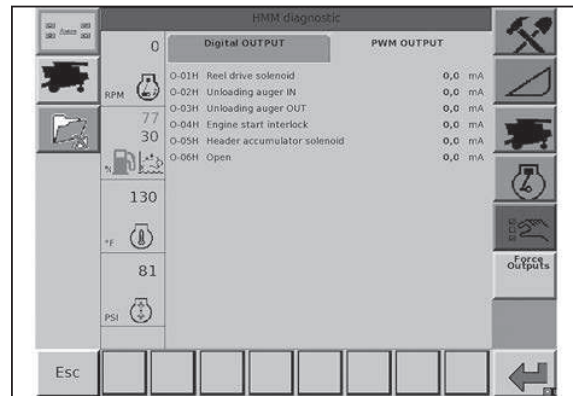 HMM diagnostic
0
RPM
77
30
%
130
°F
81
PSI
Digital OUTPUT
PWM OUTPUT
O-01H Reel drive solenoid 0,0 mA
O-02H Unloading auger IN 0,0 mA
O-03H Unloading auger OUT 0,0 mA
O-04H Engine start interlock 0,0 mA
O-05H Header accumulator solenoid 0,0 mA
O-06H Open 0,0 mA
Force
Outputs
Esc